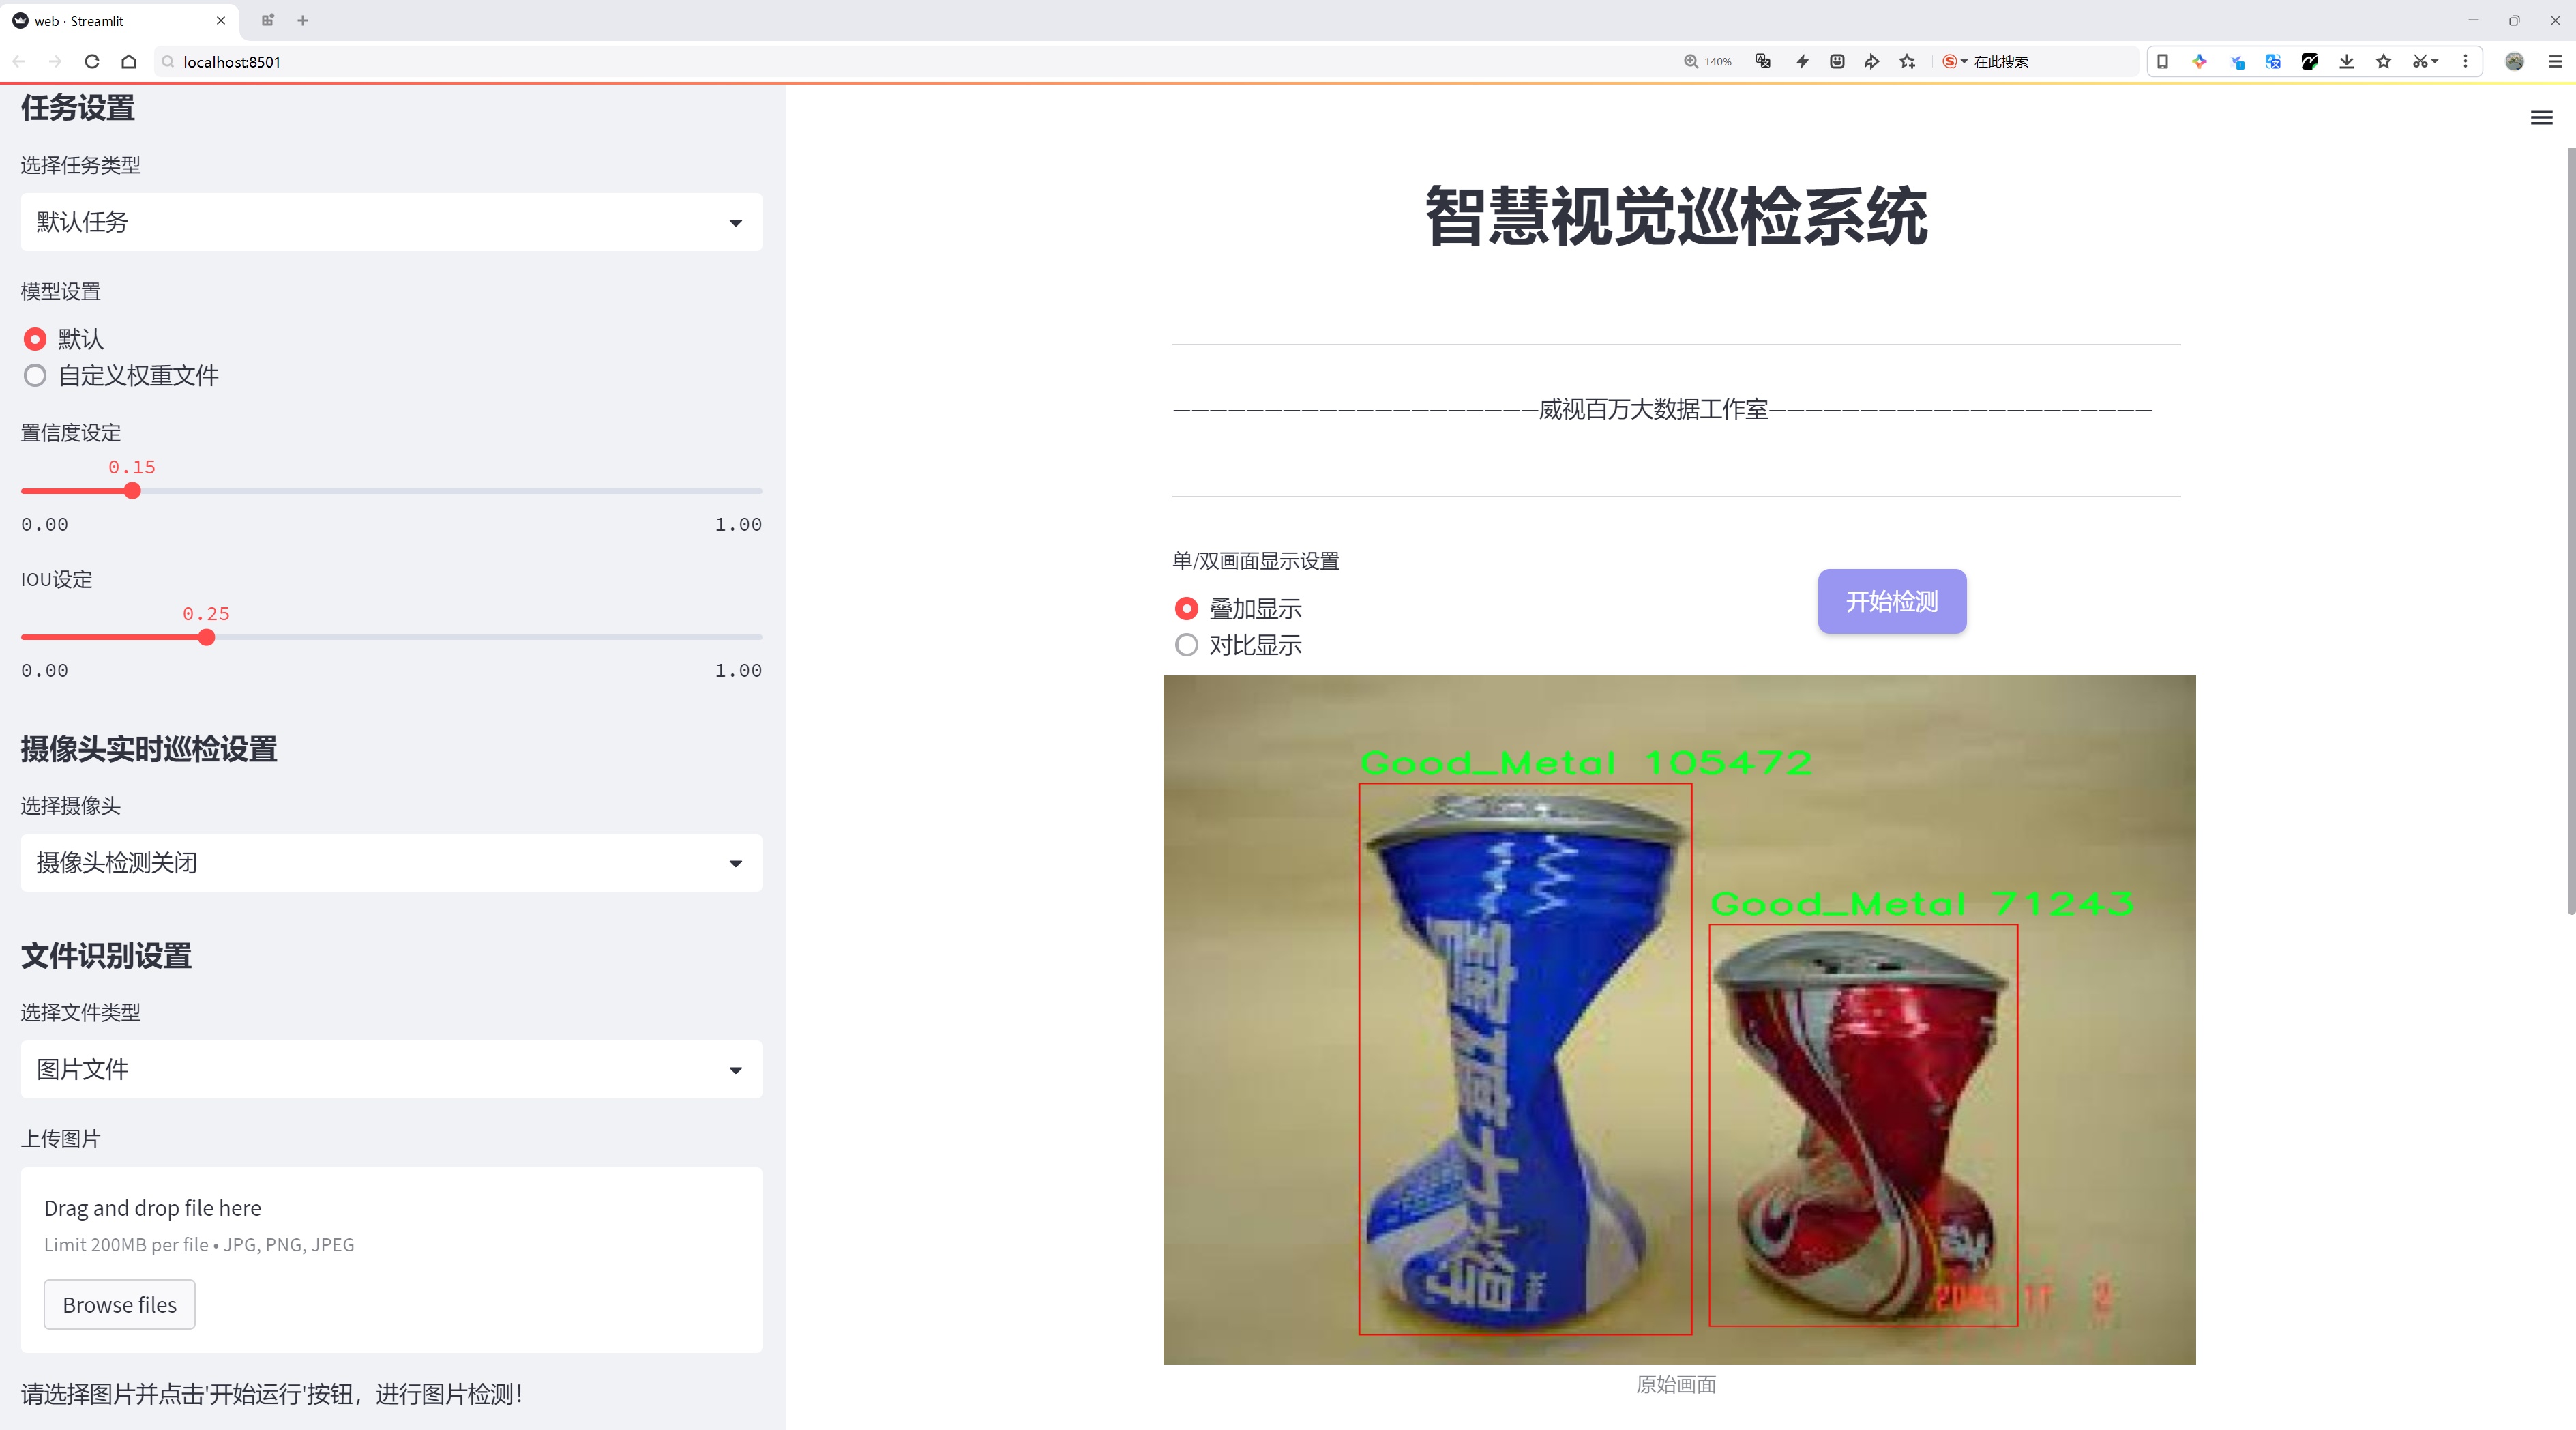 web · Streamlit
localhost:8501
140%
在此搜索
任务设置
选择任务类型
默认任务
模型设置
默认
自定义权重文件
置信度设定
0.15
0.00 1.00
IOU设定
0.25
0.00 1.00
摄像头实时巡检设置
选择摄像头
摄像头检测关闭
文件识别设置
选择文件类型
图片文件
上传图片
Drag and drop file here
Limit 200MB per file • JPG, PNG, JPEG
Browse files
请选择图片并点击'开始运行'按钮，进行图片检测！
智慧视觉巡检系统
————————————————————威视百万大数据工作室—————————————————————
单/双画面显示设置
叠加显示
对比显示
开始检测
Good_Metal 105472
Good_Metal 71243
原始画面